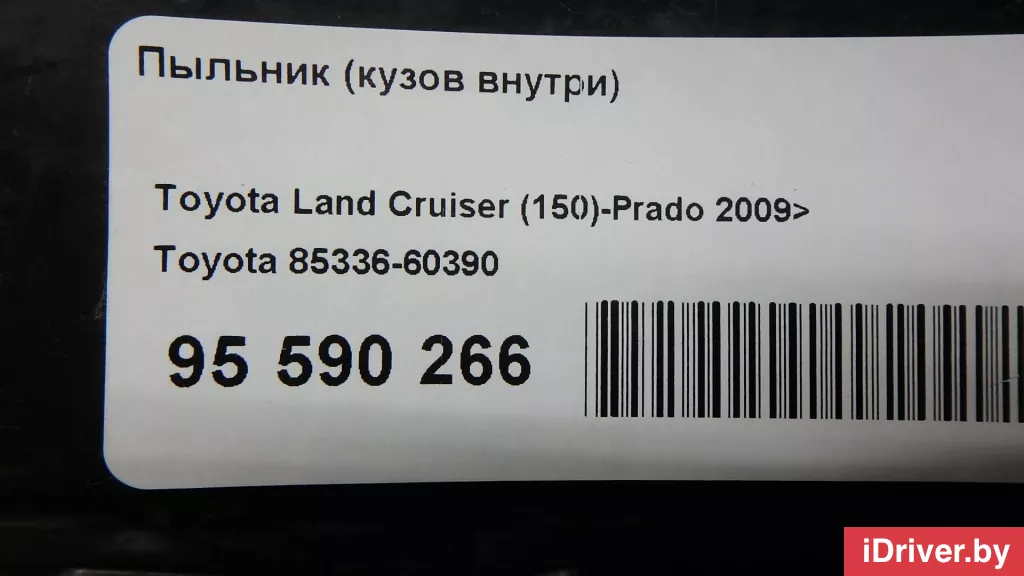 Пыльник (кузов внутри)
Toyota Land Cruiser (150)-Prado 2009>
Toyota 85336-60390
95 590 266
iDriver.by